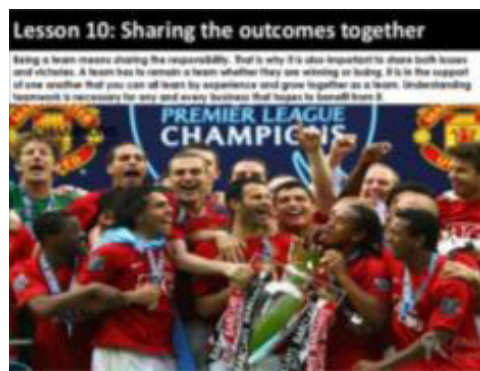 Lesson 10: Sharing the outcomes together
Being a team means sharing the responsibility. That is why it is also important to share both losses
and victories. A team has to remain a team whether they are winning or losing. It is in the support
of one another that you can all learn by experience and grow together as a team. Understanding
teamwork is necessary for any and every business that hopes to benefit from it.
PREMIER LEAGUE
CHAMPIONS